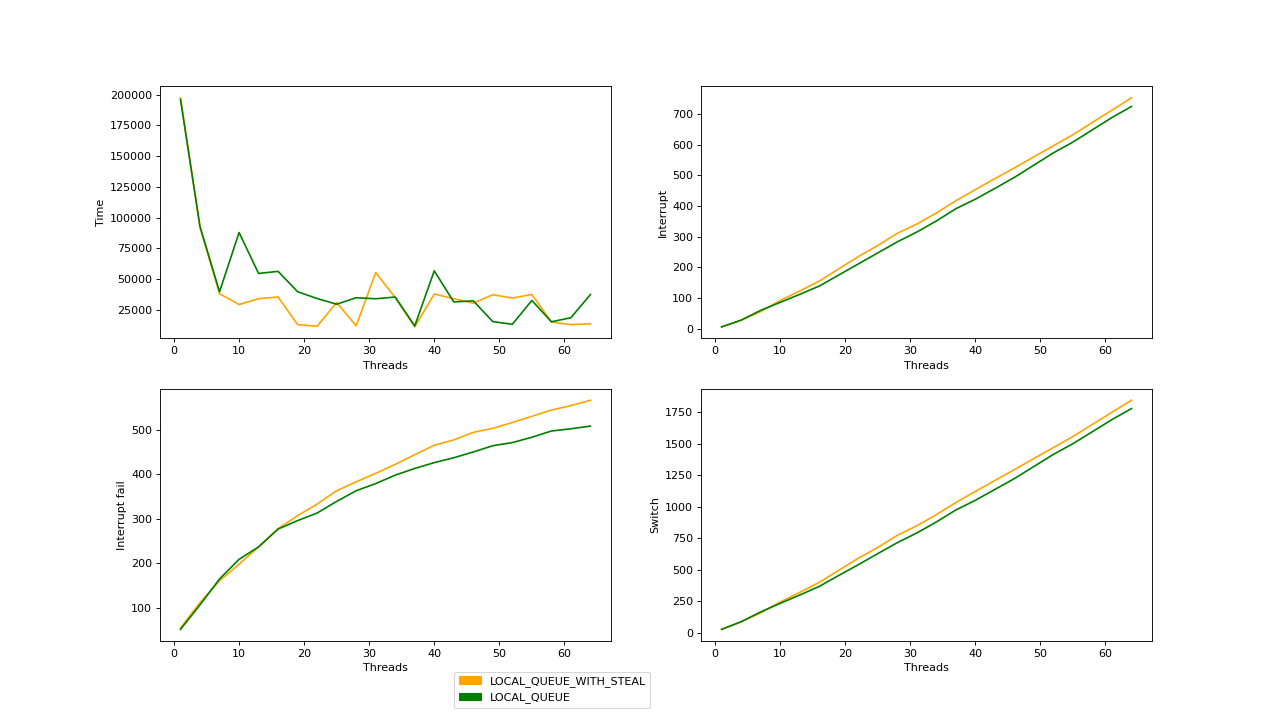 200000
175000
150000
125000
100000
75000
50000
25000
Time
0 10 20 30 40 50 60
Threads
700
600
500
400
300
200
100
0
Interrupt
0 10 20 30 40 50 60
Threads
500
400
300
200
100
Interrupt fail
0 10 20 30 40 50 60
Threads
1750
1500
1250
1000
750
500
250
0
Switch
0 10 20 30 40 50 60
Threads
LOCAL_QUEUE_WITH_STEAL
LOCAL_QUEUE